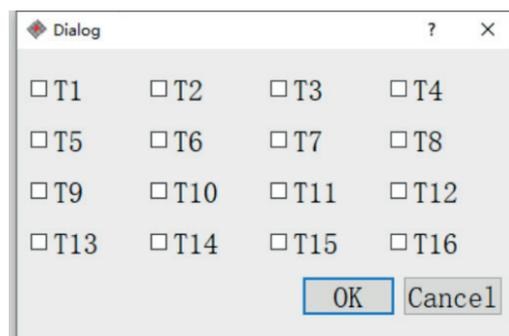 Dialog ?
T1 T2 T3 T4
T5 T6 T7 T8
T9 T10 T11 T12
T13 T14 T15 T16
OK Cancel